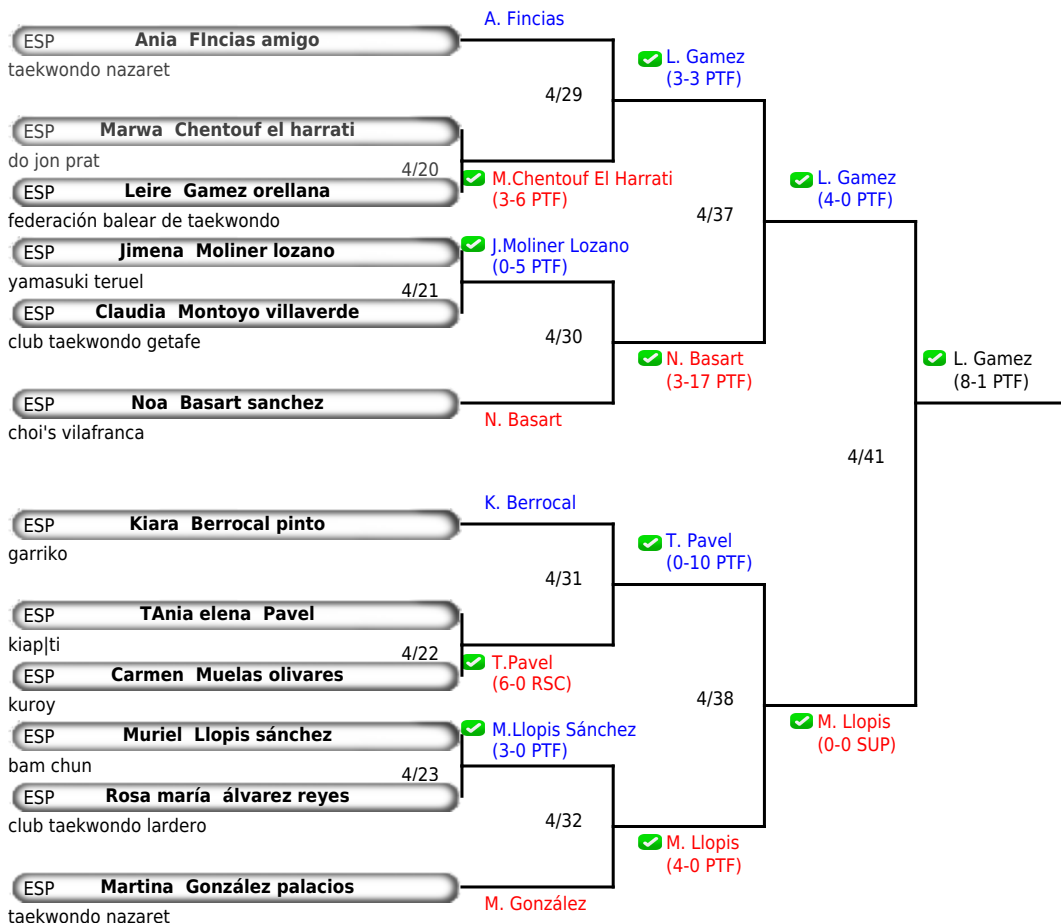 A. Fincias
ESP Ania FIncias amigo
taekwondo nazaret
L. Gamez
(3-3 PTF)
4/29
ESP Marwa Chentouf el harrati
do jon prat
4/20
M.Chentouf El Harrati
(3-6 PTF)
ESP Leire Gamez orellana
federación balear de taekwondo
L. Gamez
(4-0 PTF)
4/37
ESP Jimena Moliner lozano
yamasuki teruel
J.Moliner Lozano
(0-5 PTF)
4/21
ESP Claudia Montoyo villaverde
club taekwondo getafe
4/30
N. Basart
(3-17 PTF)
L. Gamez
(8-1 PTF)
ESP Noa Basart sanchez
choi's vilafranca
N. Basart
4/41
K. Berrocal
ESP Kiara Berrocal pinto
garriko
T. Pavel
(0-10 PTF)
4/31
ESP TAnia elena Pavel
kiap|ti
4/22
T.Pavel
(6-0 RSC)
ESP Carmen Muelas olivares
kuroy
4/38
M. Llopis
(0-0 SUP)
ESP Muriel Llopis sánchez
bam chun
M.Llopis Sánchez
(3-0 PTF)
4/23
ESP Rosa maría álvarez reyes
club taekwondo lardero
4/32
M. Llopis
(4-0 PTF)
ESP Martina González palacios
taekwondo nazaret
M. González